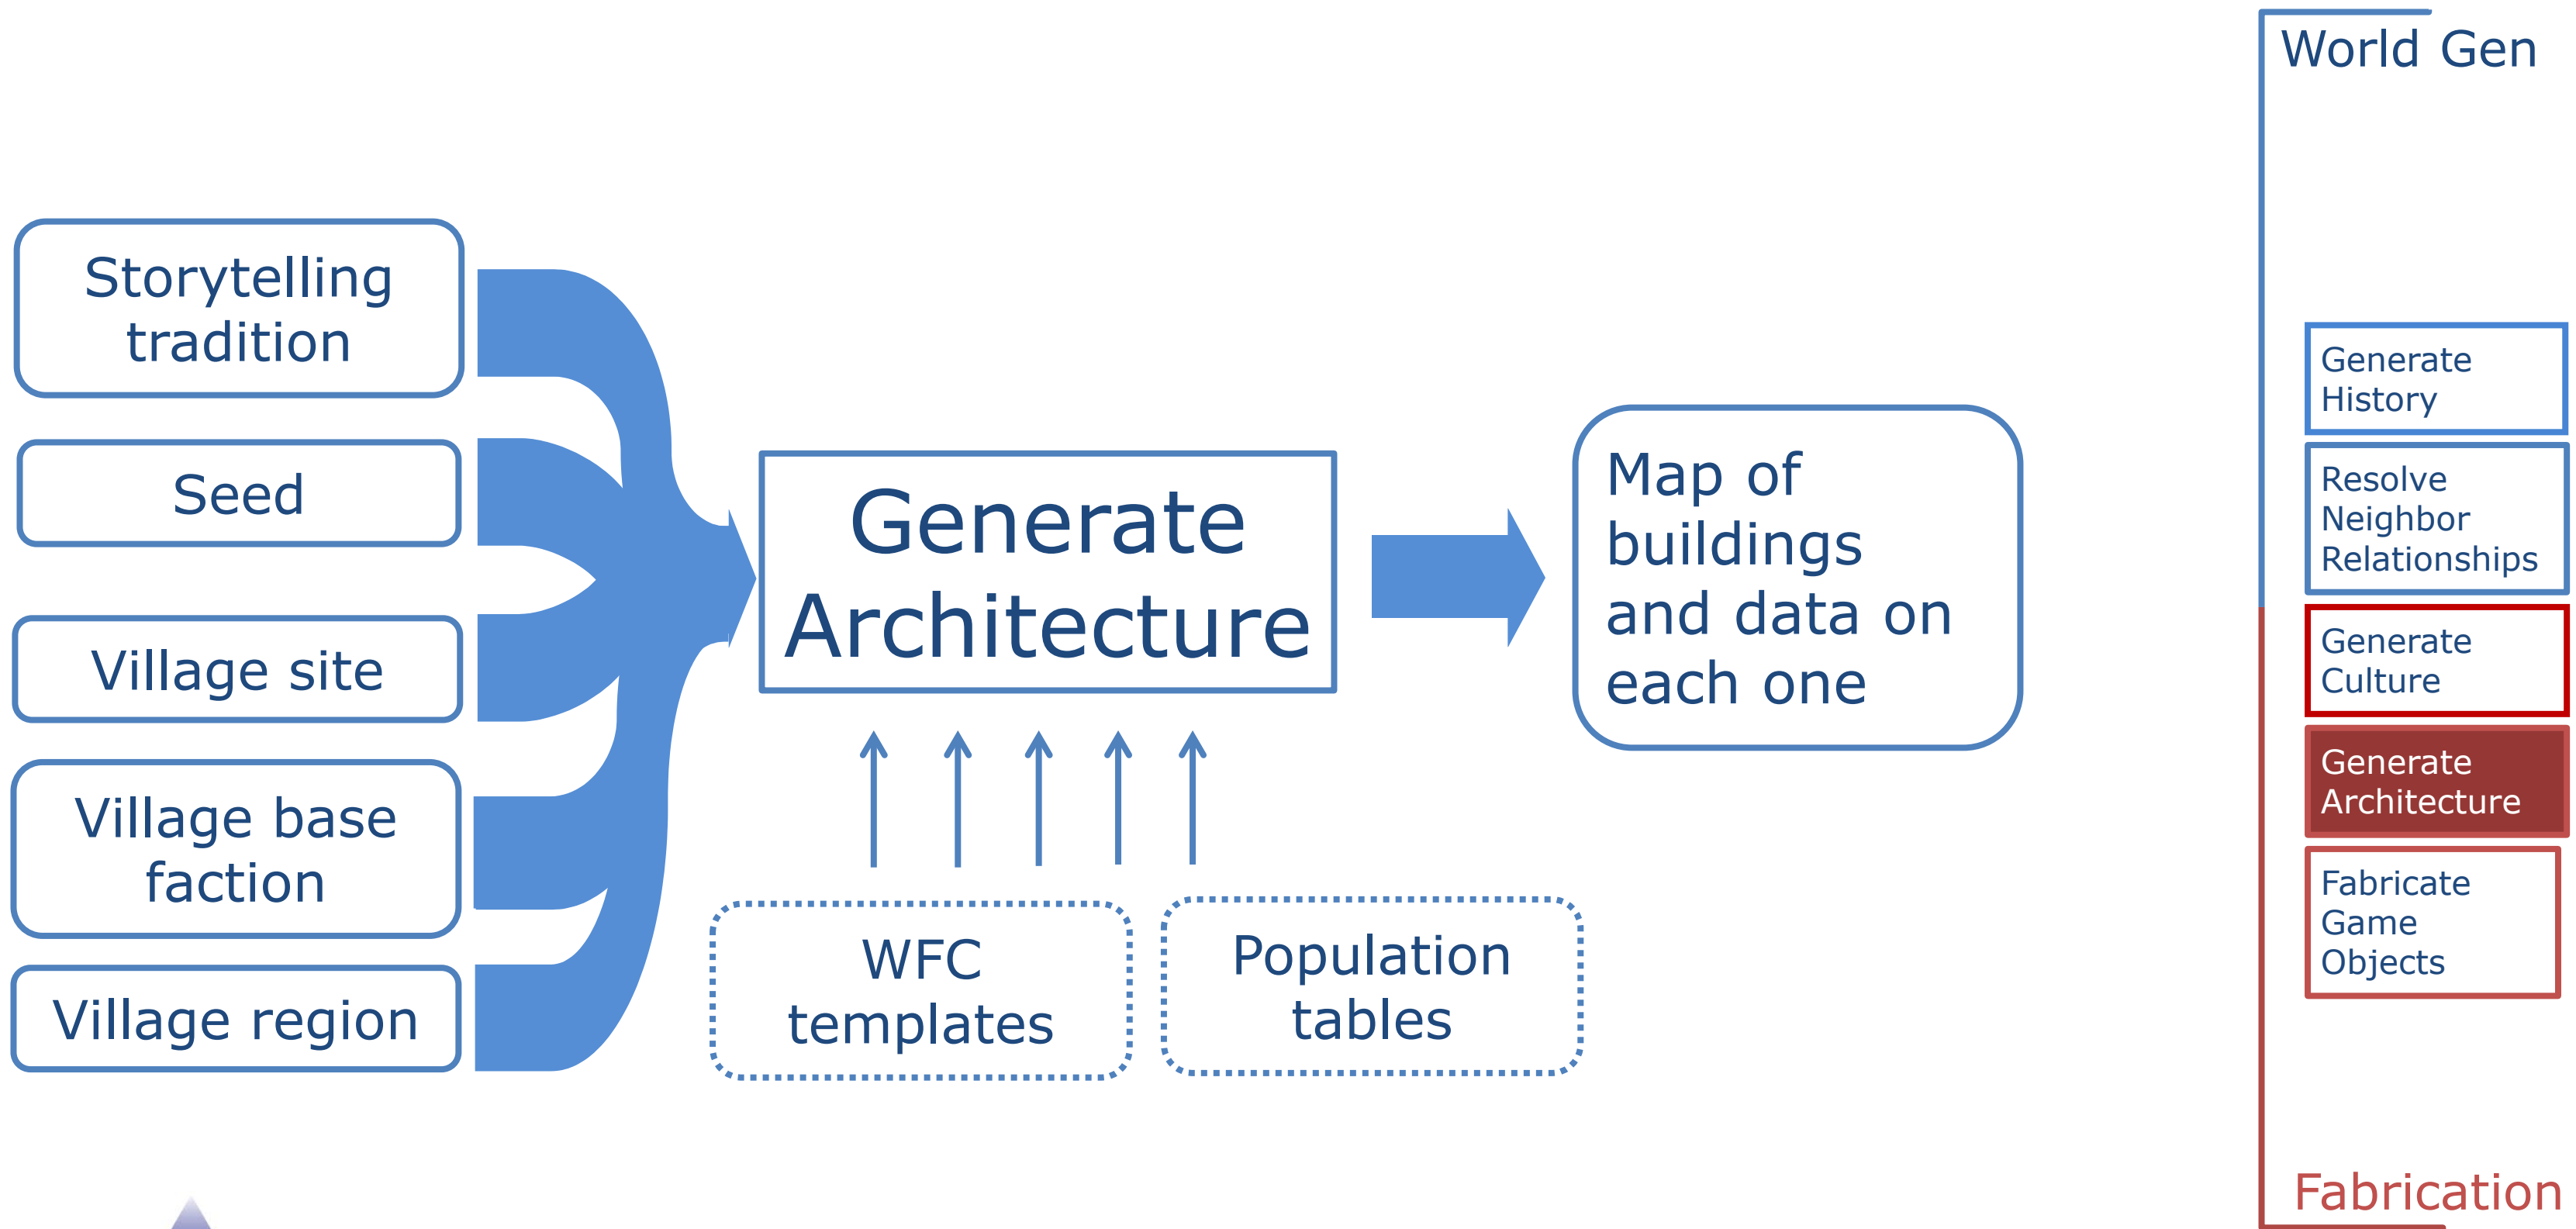 World Gen
Storytelling
tradition
Seed
Village site
Village base
faction
Village region
Generate
Architecture
WFC
templates
Population
tables
Map of
buildings
and data on
each one
Generate
History
Resolve
Neighbor
Relationships
Generate
Culture
Generate
Architecture
Fabricate
Game
Objects
Fabrication